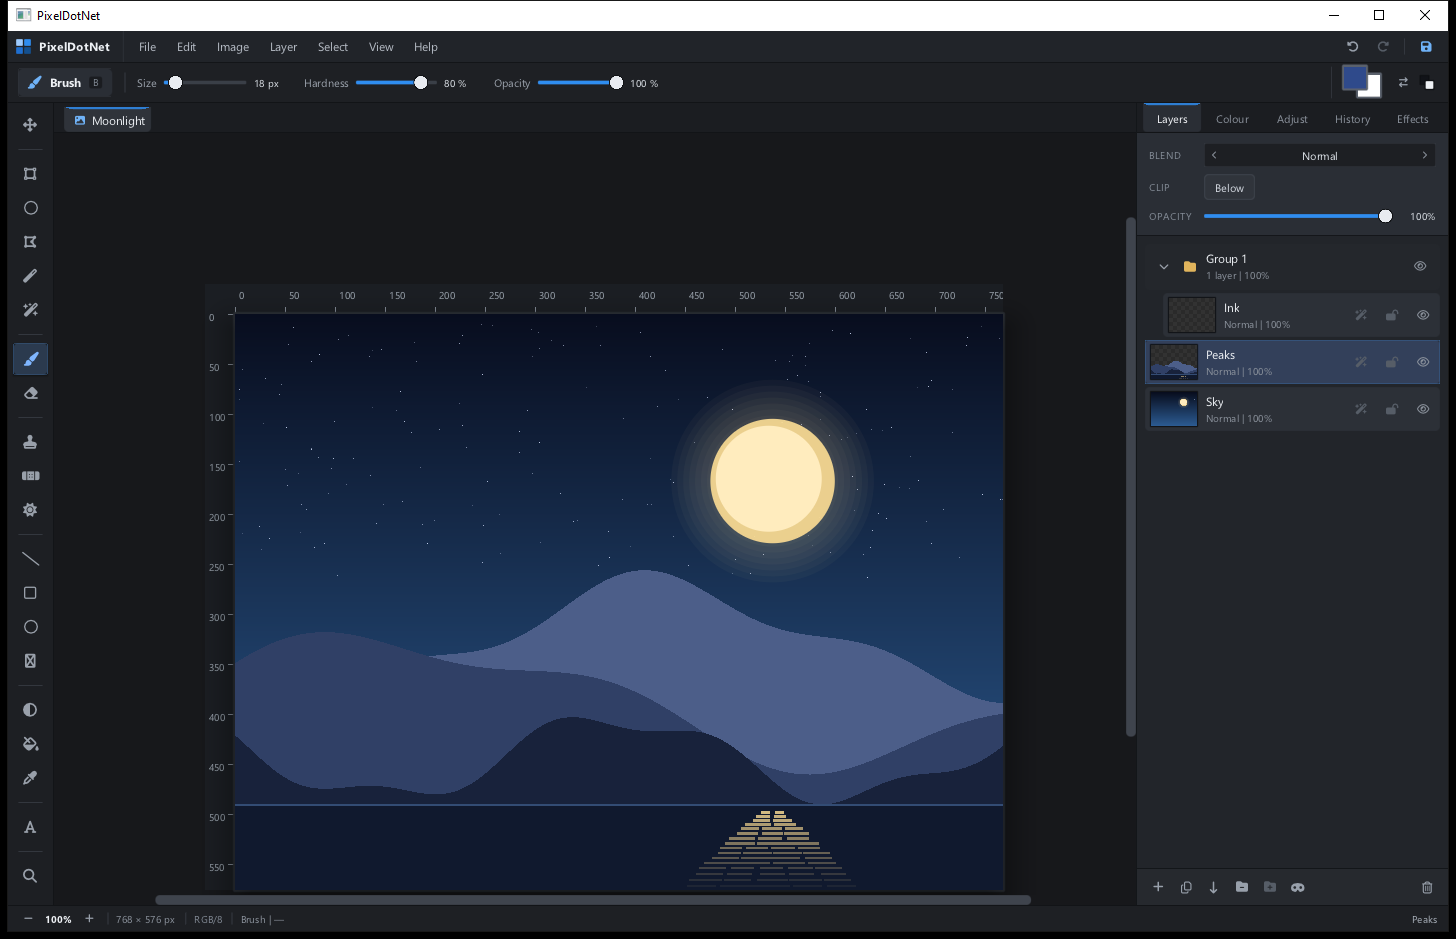 PixelDotNet
PixelDotNet File Edit Image Layer Select View Help
Brush B Size 18 px Hardness 80 % Opacity 100 %
Moonlight
Layers Colour Adjust History Effects
BLEND Normal
CLIP Below
OPACITY 100%
Group 1
1 layer | 100%
Ink
Normal | 100%
Peaks
Normal | 100%
Sky
Normal | 100%
0 50 100 150 200 250 300 350 400 450 500 550 600 650 700 750
0
50
100
150
200
250
300
350
400
450
500
550
A
100% 768 × 576 px RGB/8 Brush | — Peaks